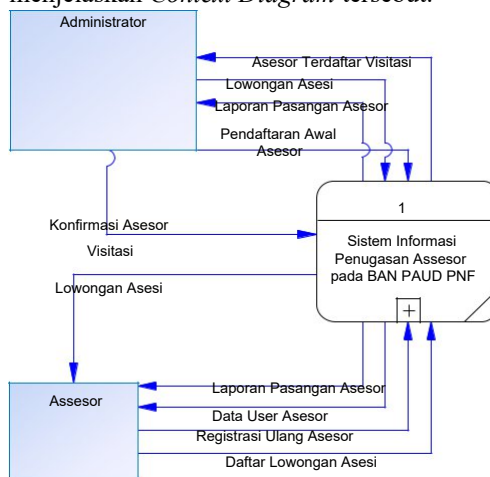 menjelaskan Context Diagram tersebut.
Administrator
Asesor Terdaftar Visitasi
Lowongan Asesi
Laporan Pasangan Asesor
Pendaftaran Awal
Asesor
1
Sistem Informasi
Penugasan Assesor
pada BAN PAUD PNF
Konfirmasi Asesor
Visitasi
Lowongan Asesi
Assesor
Laporan Pasangan Asesor
Data User Asesor
Registrasi Ulang Asesor
Daftar Lowongan Asesi